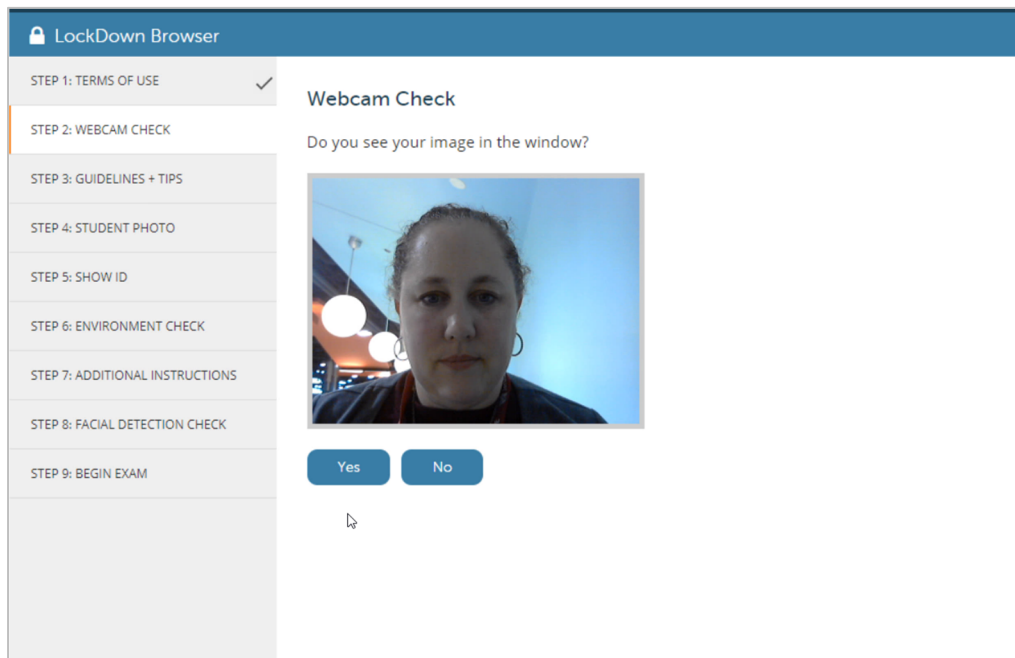 LockDown Browser
STEP 1: TERMS OF USE
STEP 2: WEBCAM CHECK
STEP 3: GUIDELINES + TIPS
STEP 4: STUDENT PHOTO
STEP 5: SHOW ID
STEP 6: ENVIRONMENT CHECK
STEP 7: ADDITIONAL INSTRUCTIONS
STEP 8: FACIAL DETECTION CHECK
STEP 9: BEGIN EXAM
Webcam Check
Do you see your image in the window?
Yes No